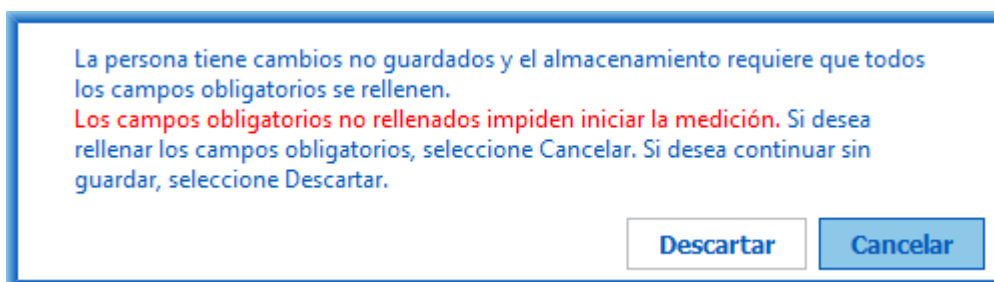 La persona tiene cambios no guardados y el almacenamiento requiere que todos
los campos obligatorios se rellenen.
Los campos obligatorios no rellenados impiden iniciar la medición. Si desea
rellenar los campos obligatorios, seleccione Cancelar. Si desea continuar sin
guardar, seleccione Descartar.
Descartar Cancelar